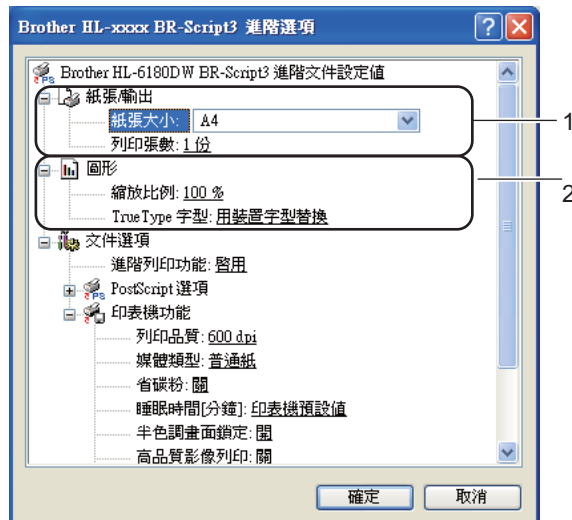 Brother HL-xxxx BR-Script3 進階選項
Brother HL-6180DW BR-Script3 進階文件設定値
紙張/輸出
紙張大小: A4
1
列印張數: 1 份
圖形
2
縮放比例: 100 %
TrueType 字型: 用裝置字型替換
文件選項
進階列印功能: 啓用
PostScript 選項
印表機功能
列印品質: 600 dpi
媒體類型: 普通紙
省碳粉: 關
睡眠時間[分鐘]: 印表機預設值
半色調畫面鎖定: 開
高品質影像列印: 關
確定 取消